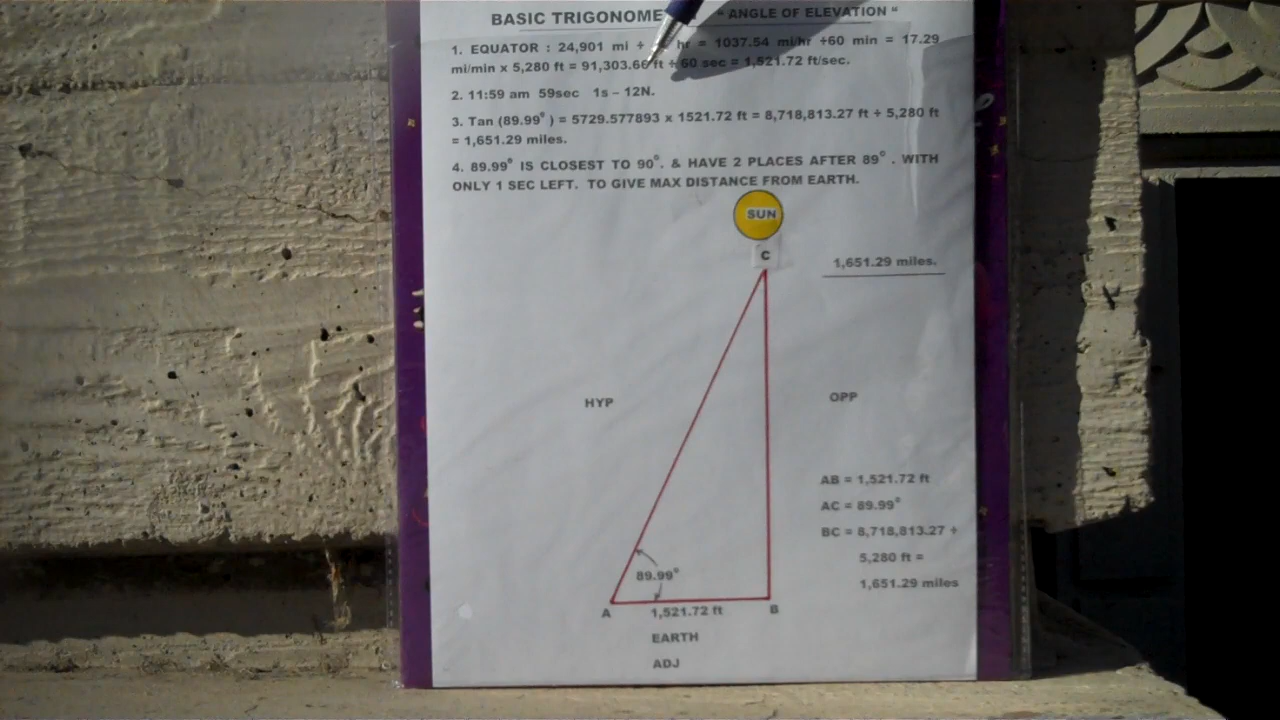 BASIC TRIGONOME " ANGLE OF ELEVATION "
1. EQUATOR : 24,901 mi ÷ hr = 1037.54 mi/hr ÷60 min = 17.29
mi/min x 5,280 ft = 91,303.66 ft ÷ 60 sec = 1,521.72 ft/sec.
2. 11:59 am 59sec 1s – 12N.
3. Tan (89.99° ) = 5729.577893 x 1521.72 ft = 8,718,813.27 ft ÷ 5,280 ft
= 1,651.29 miles.
4. 89.99° IS CLOSEST TO 90°. & HAVE 2 PLACES AFTER 89° . WITH
ONLY 1 SEC LEFT. TO GIVE MAX DISTANCE FROM EARTH.
SUN
C
1,651.29 miles.
HYP
OPP
AB = 1,521.72 ft
AC = 89.99°
BC = 8,718,813.27 ÷
5,280 ft =
1,651.29 miles
89.99°
A
1,521.72 ft
B
EARTH
ADJ